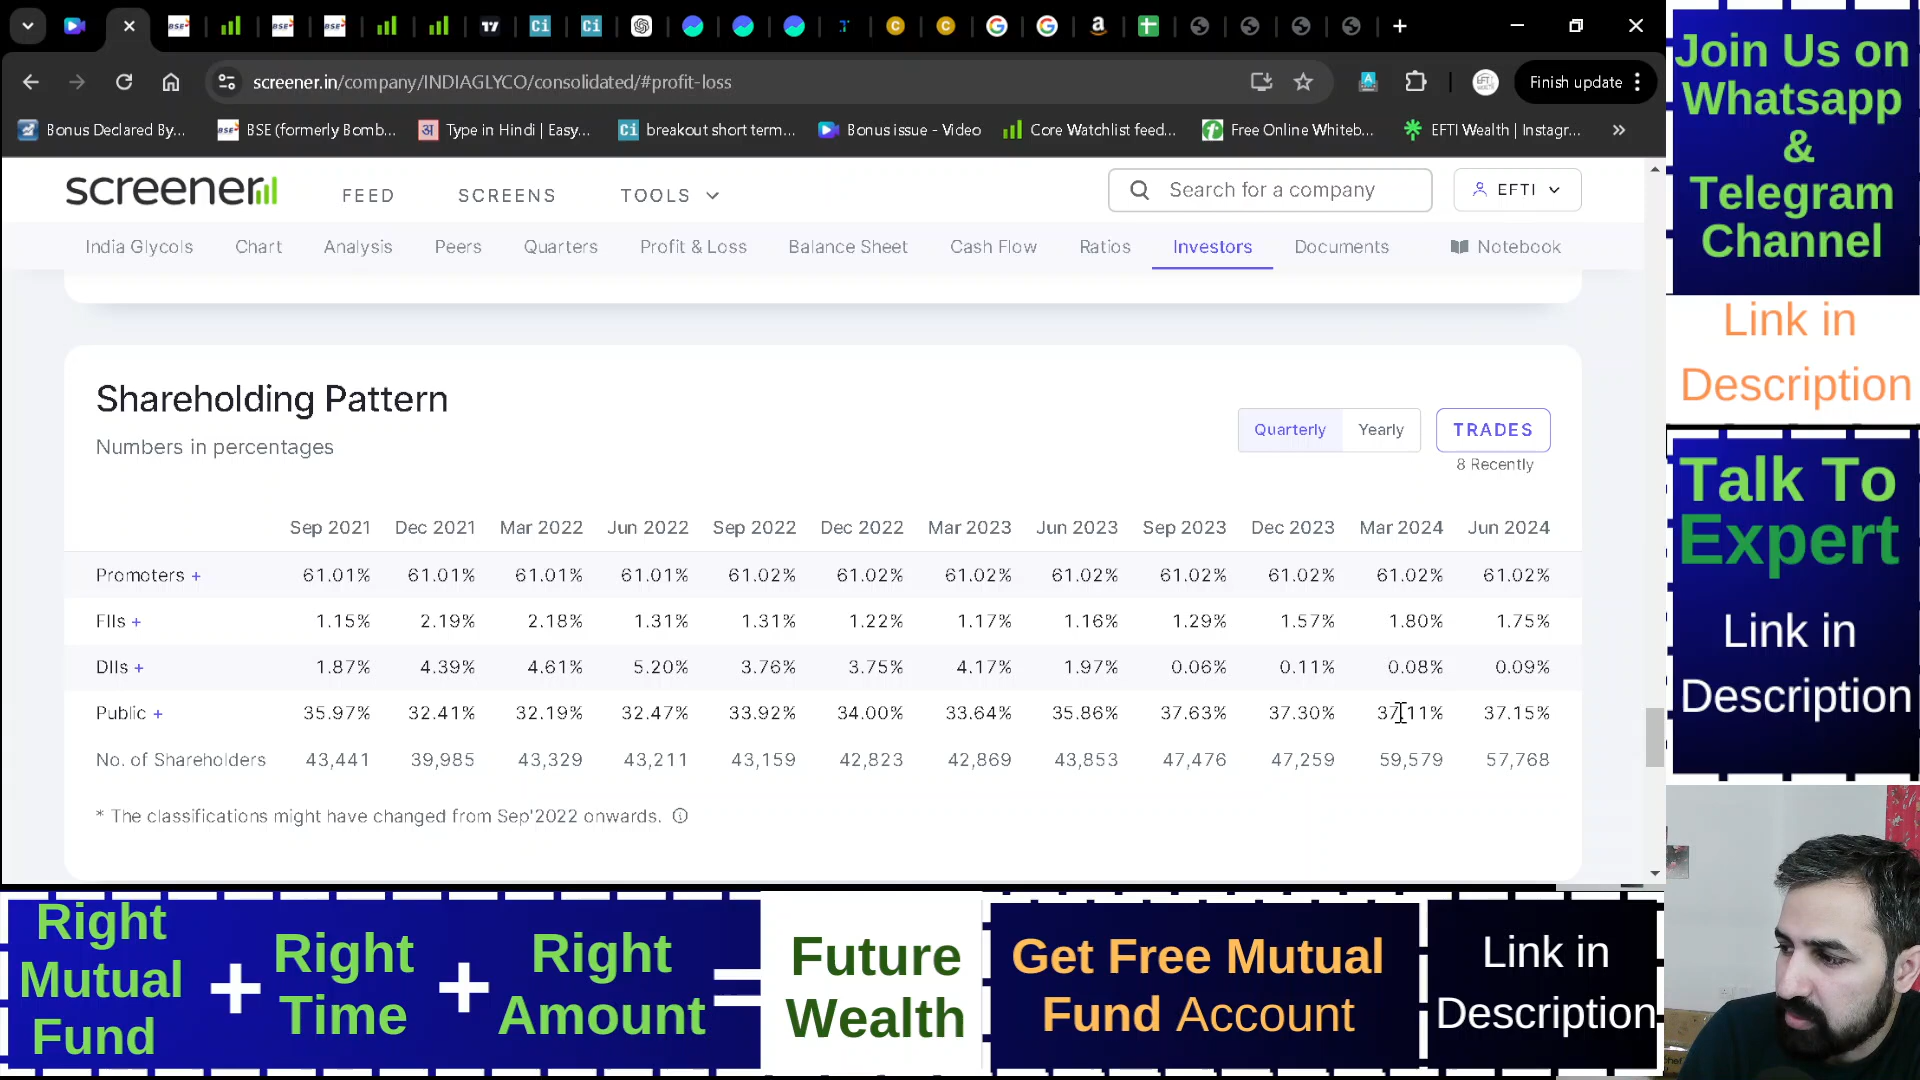 screener.in/company/INDIAGLYCO/consolidated/#profit-loss
Finish update
Bonus Declared By...
BSE (formerly Bomb...
Type in Hindi | Easy...
breakout short term...
Bonus issue - Video
Core Watchlist feed...
Free Online Whiteb...
EFTI Wealth | Instagr...
screener
FEED
SCREENS
TOOLS
Search for a company
EFTI
India Glycols
Chart
Analysis
Peers
Quarters
Profit & Loss
Balance Sheet
Cash Flow
Ratios
Investors
Documents
Notebook
Shareholding Pattern
Numbers in percentages
Quarterly
Yearly
TRADES
8 Recently
Sep 2021 Dec 2021 Mar 2022 Jun 2022 Sep 2022 Dec 2022 Mar 2023 Jun 2023 Sep 2023 Dec 2023 Mar 2024 Jun 2024
Promoters + 61.01% 61.01% 61.01% 61.01% 61.02% 61.02% 61.02% 61.02% 61.02% 61.02% 61.02% 61.02%
FIIs + 1.15% 2.19% 2.18% 1.31% 1.31% 1.22% 1.17% 1.16% 1.29% 1.57% 1.80% 1.75%
DIIs + 1.87% 4.39% 4.61% 5.20% 3.76% 3.75% 4.17% 1.97% 0.06% 0.11% 0.08% 0.09%
Public + 35.97% 32.41% 32.19% 32.47% 33.92% 34.00% 33.64% 35.86% 37.63% 37.30% 37.11% 37.15%
No. of Shareholders 43,441 39,985 43,329 43,211 43,159 42,823 42,869 43,853 47,476 47,259 59,579 57,768
* The classifications might have changed from Sep'2022 onwards.
Join Us on
Whatsapp
&
Telegram
Channel
Link in
Description
Talk To
Expert
Link in
Description
Right
Mutual
Fund
+
Right
Time
+
Right
Amount
=
Future
Wealth
Get Free Mutual
Fund Account
Link in
Description